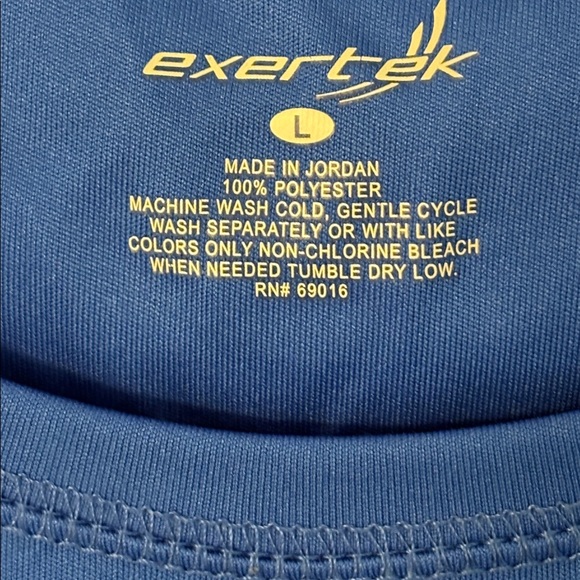 exertek
L
MADE IN JORDAN
100% POLYESTER
MACHINE WASH COLD, GENTLE CYCLE
WASH SEPARATELY OR WITH LIKE
COLORS ONLY NON-CHLORINE BLEACH
WHEN NEEDED TUMBLE DRY LOW.
RN# 69016